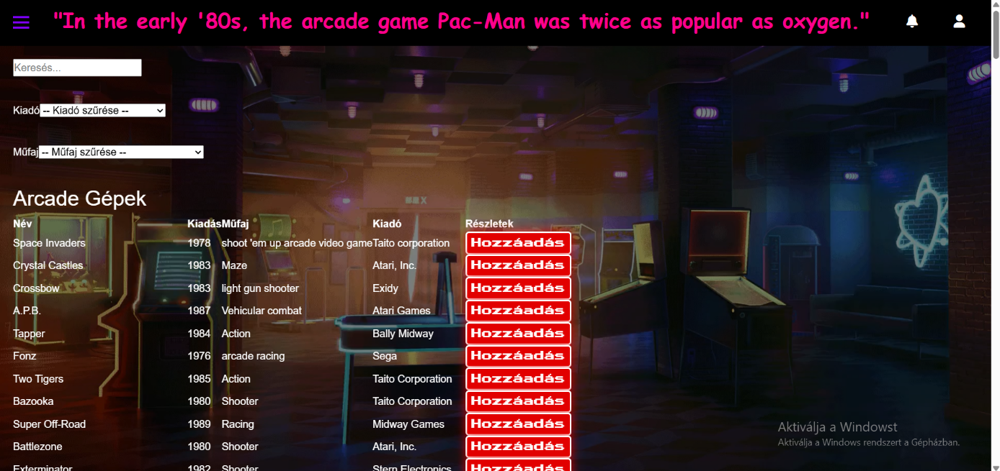 "In the early '80s, the arcade game Pac-Man was twice as popular as oxygen."
Keresés...
Kiadó -- Kiadó szűrése --
Műfaj -- Műfaj szűrése --
Arcade Gépek
Név Kiadás Műfaj Kiadó Részletek
Space Invaders 1978 shoot 'em up arcade video game Taito corporation Hozzáadás
Crystal Castles 1983 Maze Atari, Inc. Hozzáadás
Crossbow 1983 light gun shooter Exidy Hozzáadás
A.P.B. 1987 Vehicular combat Atari Games Hozzáadás
Tapper 1984 Action Bally Midway Hozzáadás
Fonz 1976 arcade racing Sega Hozzáadás
Two Tigers 1985 Action Taito Corporation Hozzáadás
Bazooka 1980 Shooter Taito Corporation Hozzáadás
Super Off-Road 1989 Racing Midway Games Hozzáadás
Battlezone 1980 Shooter Atari, Inc. Hozzáadás
Exterminator 1982 Shooter Stern Electronics Hozzáadás
Aktiválja a Windowst
Aktiválja a Windows rendszert a Gépházban.